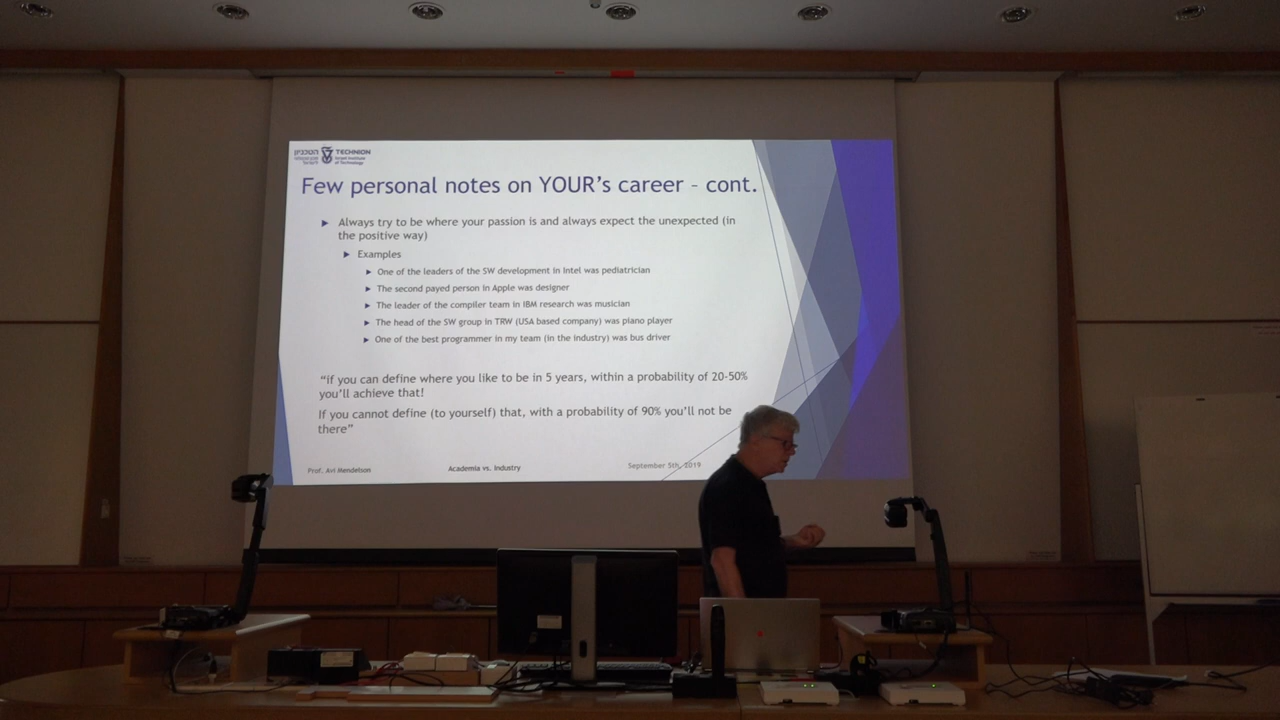 הטכניון
TECHNION
Israel Institute
of Technology
Few personal notes on YOUR's career – cont.
Always try to be where your passion is and always expect the unexpected (in
the positive way)
Examples
One of the leaders of the SW development in Intel was pediatrician
The second payed person in Apple was designer
The leader of the compiler team in IBM research was musician
The head of the SW group in TRW (USA based company) was piano player
One of the best programmer in my team (in the industry) was bus driver
"if you can define where you like to be in 5 years, within a probability of 20-50%
you'll achieve that!
If you cannot define (to yourself) that, with a probability of 90% you'll not be
there"
Prof. Avi Mendelson
Academia vs. Industry
September 5th, 2019